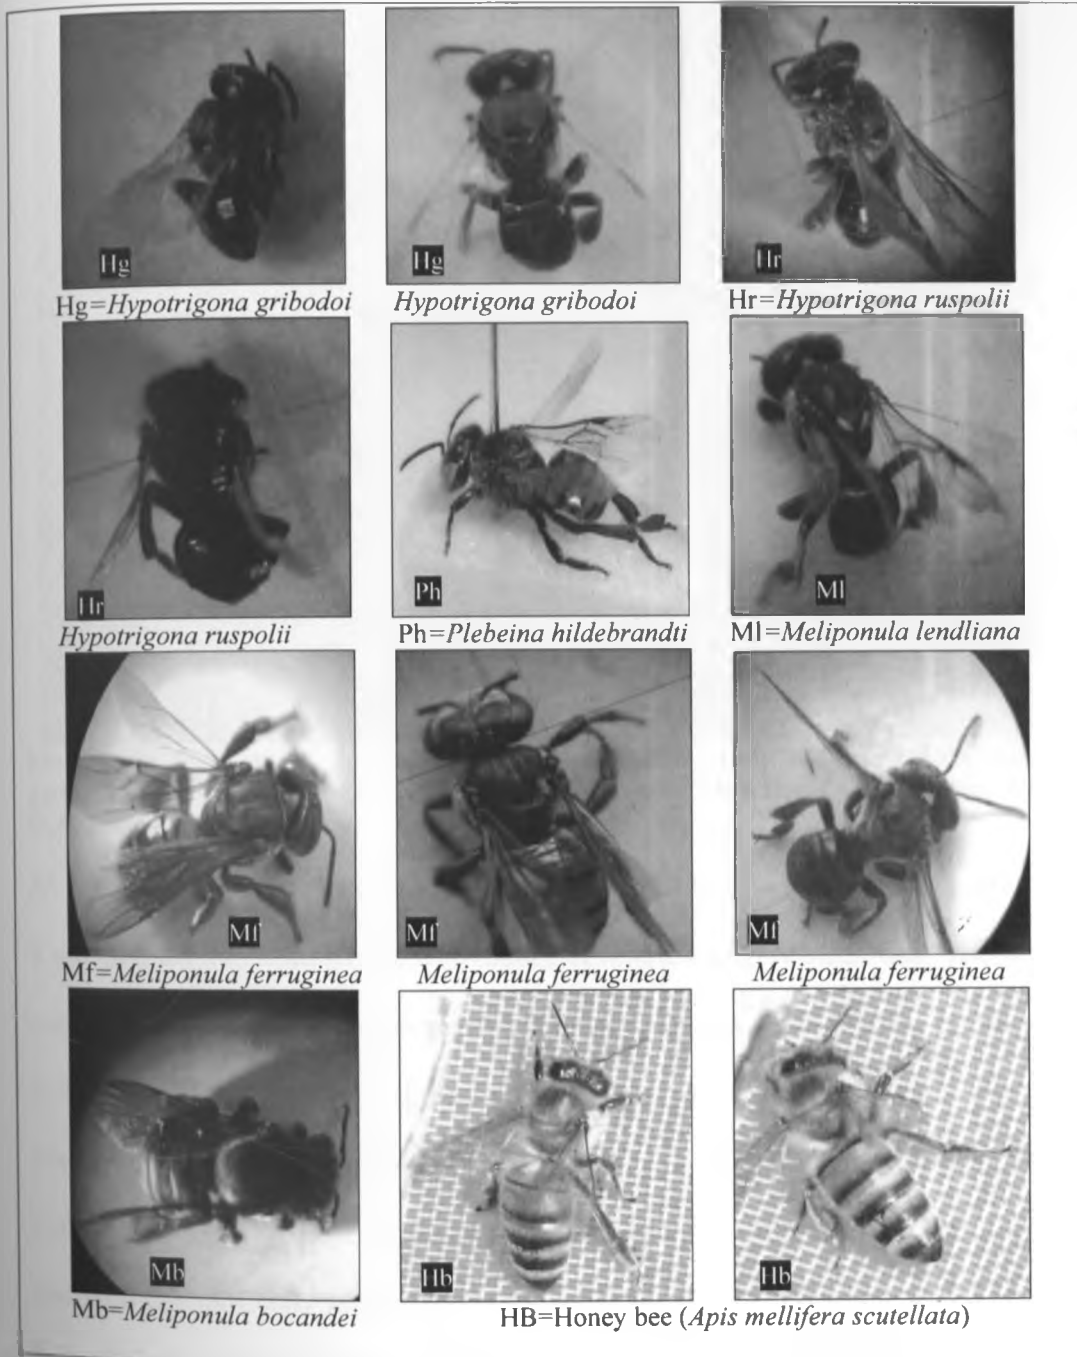 Hg
Hg
Hr
Hg=Hypotrigona gribodoi
Hypotrigona gribodoi
Hr=Hypotrigona ruspolii
Hr
Ph
Ml
Hypotrigona ruspolii
Ph=Plebeina hildebrandti
Ml=Meliponula lendliana
Mf
Mf
Mf
Mf=Meliponula ferruginea
Meliponula ferruginea
Meliponula ferruginea
Mb
Hb
Hb
Mb=Meliponula bocandei
HB=Honey bee (Apis mellifera scutellata)